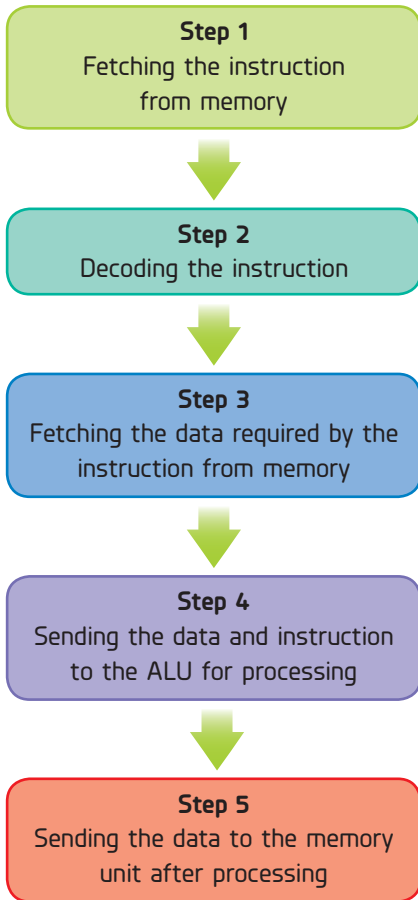 Step 1
Fetching the instruction
from memory
Step 2
Decoding the instruction
Step 3
Fetching the data required by the
instruction from memory
Step 4
Sending the data and instruction
to the ALU for processing
Step 5
Sending the data to the memory
unit after processing